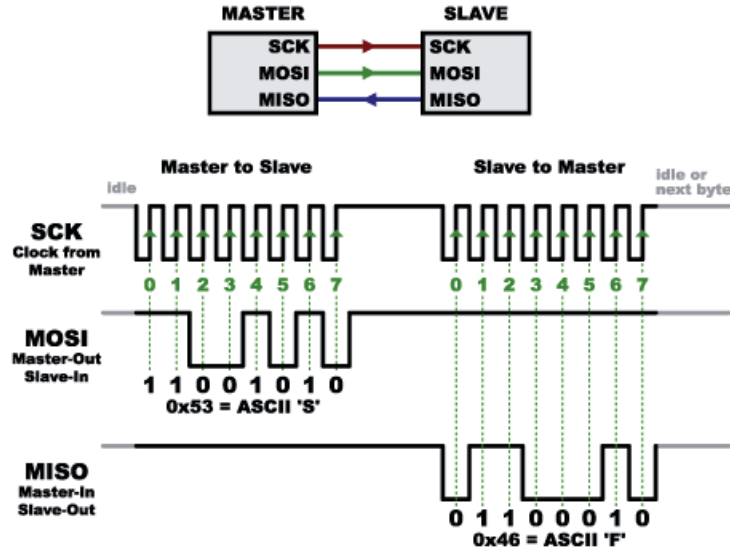 MASTER SLAVE
SCK SCK
MOSI MOSI
MISO MISO
Master to Slave Slave to Master
idle
idle or
next byte
SCK
Clock from
Master
0 1 2 3 4 5 6 7 0 1 2 3 4 5 6 7
MOSI
Master-Out
Slave-In
1 1 0 0 1 0 1 0
0x53 = ASCII 'S'
MISO
Master-In
Slave-Out
0 1 1 0 0 0 1 0
0x46 = ASCII 'F'